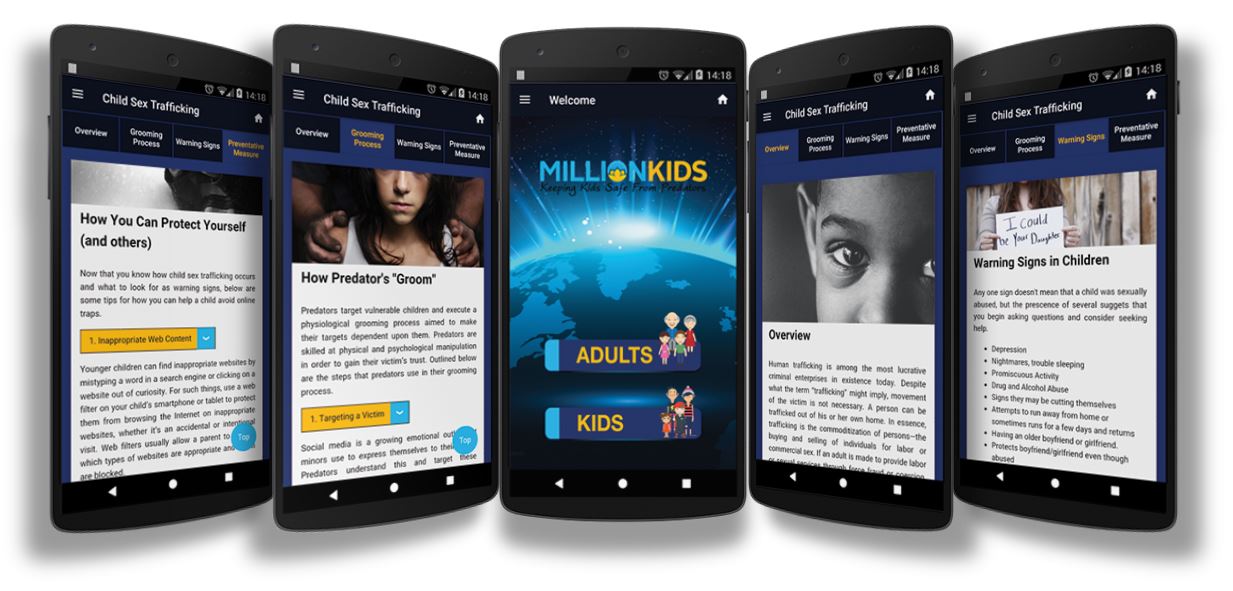 14:18
Child Sex Trafficking
Overview
Grooming
Process
Warning Signs
Preventative
Measure
How You Can Protect Yourself
(and others)
Now that you know how child sex trafficking occurs
and what to look for as warning signs, below are
some tips for how you can help a child avoid online
traps.
1. Inappropriate Web Content
Younger children can find inappropriate websites by
mistyping a word in a search engine or clicking on a
website out of curiosity. For such things, use a web
filter on your child's smartphone or tablet to protect
them from browsing the Internet on inappropriate
websites, whether it's an accidental or intentional
visit. Web filters usually allow a parent to
which types of websites are appropriate and
are blocked.
Top
14:18
Child Sex Trafficking
Overview
Grooming
Process
Warning Signs
Preventative
Measure
How Predator's "Groom"
Predators target vulnerable children and execute a
physiological grooming process aimed to make
their targets dependent upon them. Predators are
skilled at physical and psychological manipulation
in order to gain their victim's trust. Outlined below
are the steps that predators use in their grooming
process.
1. Targeting a Victim
Social media is a growing emotional
minors use to express themselves to their
Predators understand this and target these
Top
14:18
Welcome
MILLIONKIDS
Keeping Kids Safe From Predators
ADULTS
KIDS
14:18
Child Sex Trafficking
Overview
Grooming
Process
Warning Signs
Preventative
Measure
Overview
Human trafficking is among the most lucrative
criminal enterprises in existence today. Despite
what the term "trafficking" might imply, movement
of the victim is not necessary. A person can be
trafficked out of his or her own home. In essence,
trafficking is the commoditization of persons—the
buying and selling of individuals for labor or
commercial sex. If an adult is made to provide labor
or sexual services through force fraud or coercion
14:18
Child Sex Trafficking
Overview
Grooming
Process
Warning Signs
Preventative
Measure
I could
be Your Daughter
Warning Signs in Children
Any one sign doesn't mean that a child was sexually
abused, but the prescence of several suggets that
you begin asking questions and consider seeking
help.
• Depression
• Nightmares, trouble sleeping
• Promiscuous Activity
• Drug and Alcohol Abuse
• Signs they may be cutting themselves
• Attempts to run away from home or
sometimes runs for a few days and returns
• Having an older boyfriend or girlfriend.
• Protects boyfriend/girlfriend even though
abused